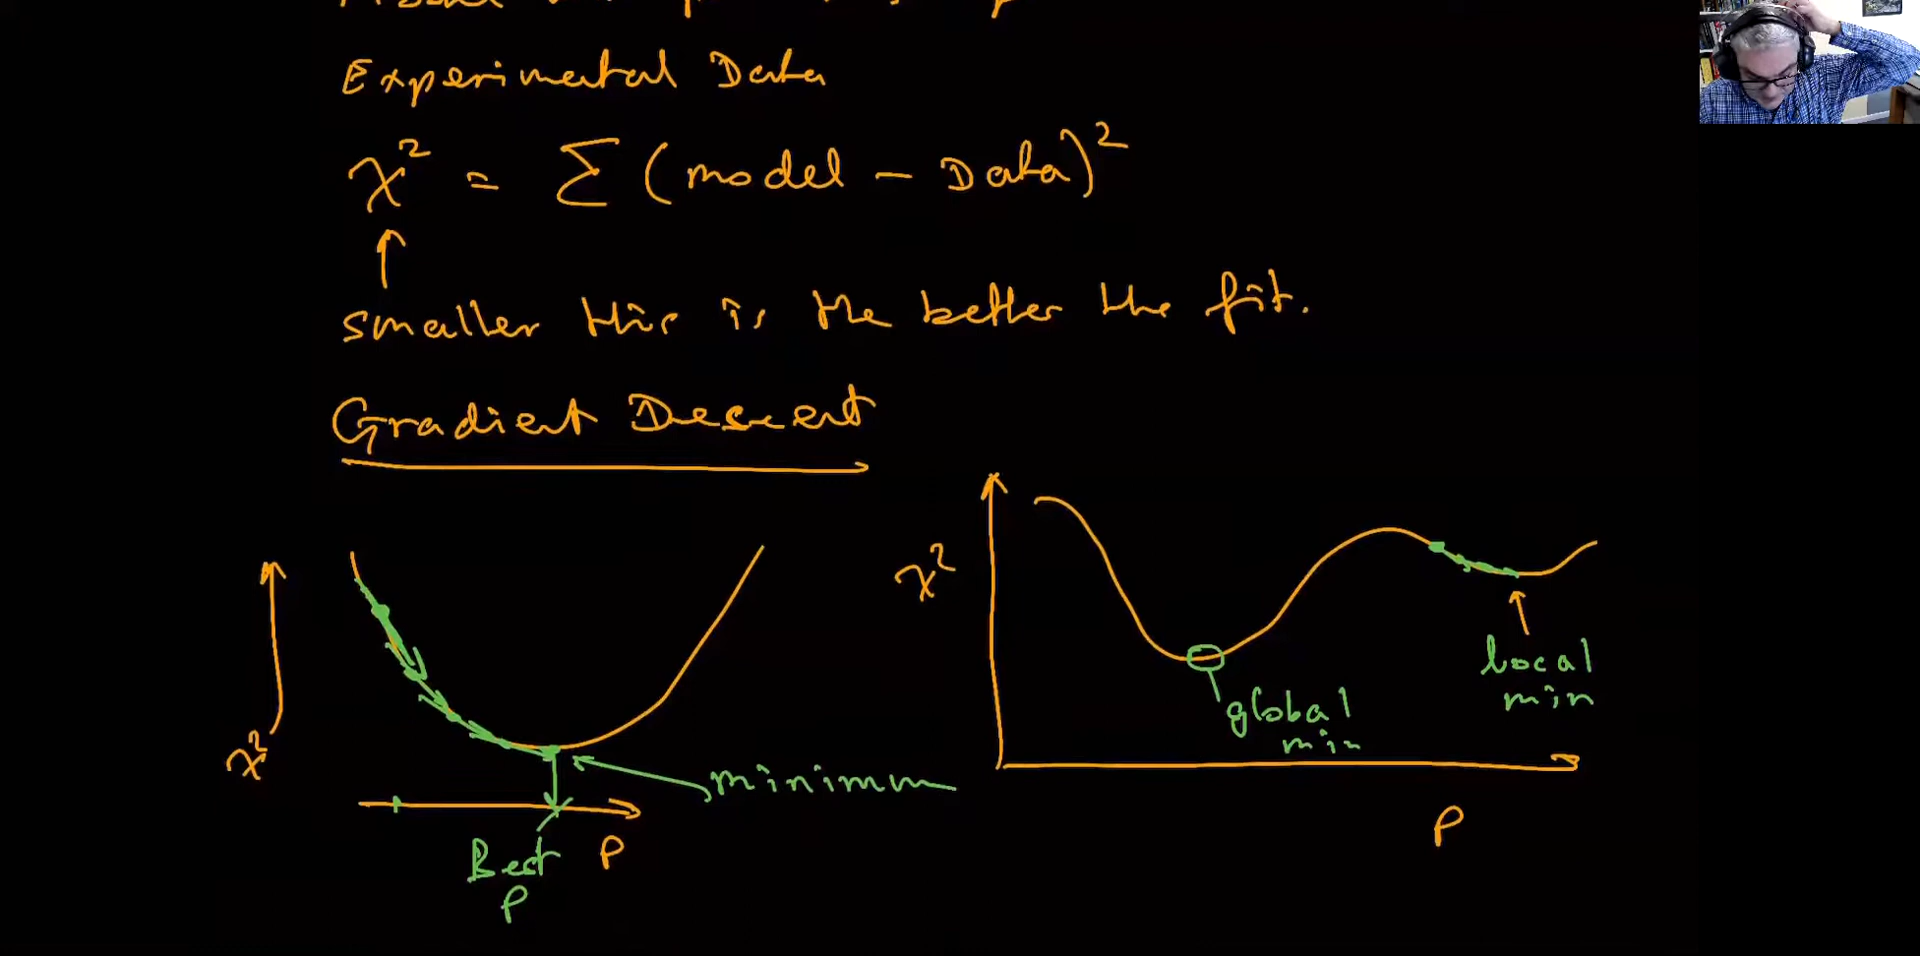 Experimental Data
χ² = Σ (model - Data)²
↑
smaller this is the better the fit.
Gradient Descent
χ²
minimum
Best
P
P
χ²
global
min
local
min
P